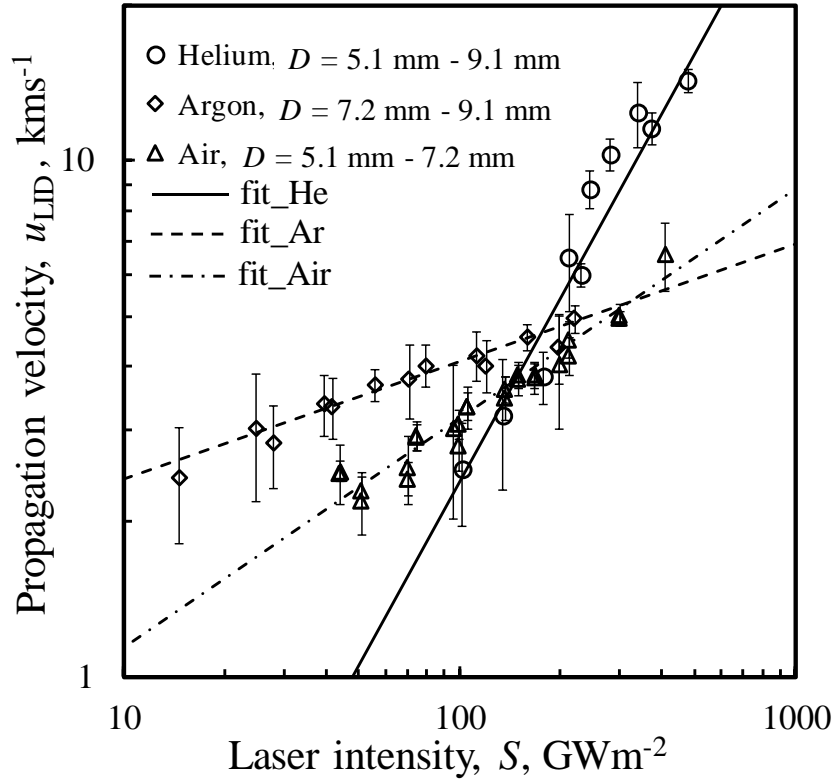 Propagation velocity, u_LID, kms⁻¹
10
1
Helium, D = 5.1 mm - 9.1 mm
Argon, D = 7.2 mm - 9.1 mm
Air, D = 5.1 mm - 7.2 mm
fit_He
fit_Ar
fit_Air
10 100 1000
Laser intensity, S, GWm⁻²